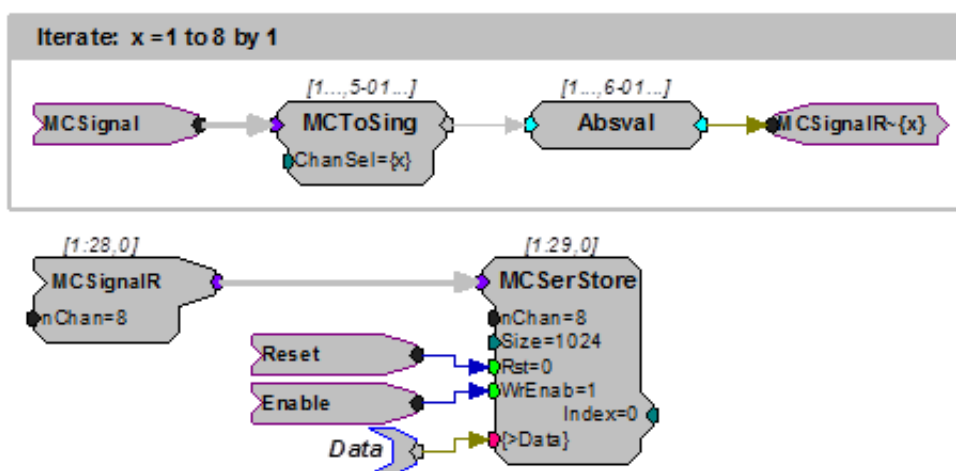 Iterate: x =1 to 8 by 1
[1...,5-01...]
[1...,6-01...]
MCSignal
MCToSing
Absval
MCSignalR~{x}
ChanSel={x}
[1:28,0]
[1:29,0]
MCSignalR
MCSerStore
nChan=8
nChan=8
Size=1024
Reset
Rst=0
Enable
WrEnab=1
Index=0
Data
{>Data}